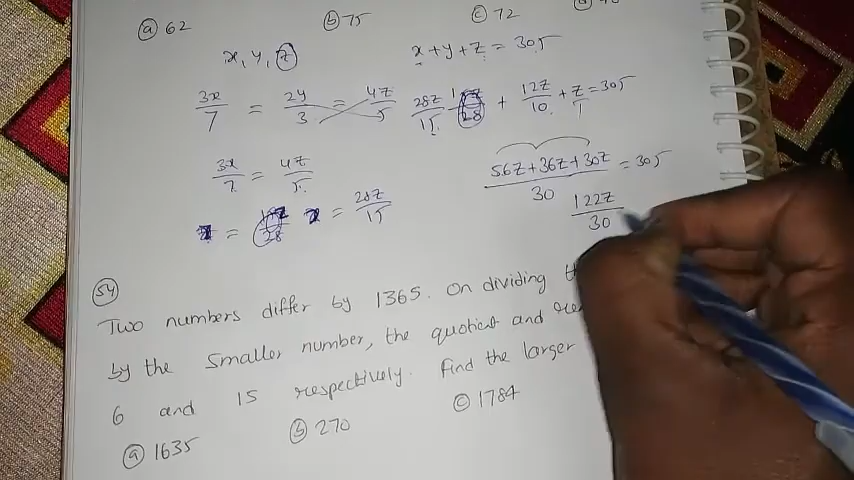 (a) 62 (b) 75 (c) 72
x, y, z x+y+z = 305
3x/7 = 2y/3 = 4z/5 28z/15 + 12z/10 + z/1 = 305
3x/7 = 4z/5 56z+36z+30z/30 = 305
x = 28z/15 122z/30
(54)
Two numbers differ by 1365. On dividing
by the smaller number, the quotient and
6 and 15 respectively. Find the larger
(a) 1635 (b) 270 (c) 1784